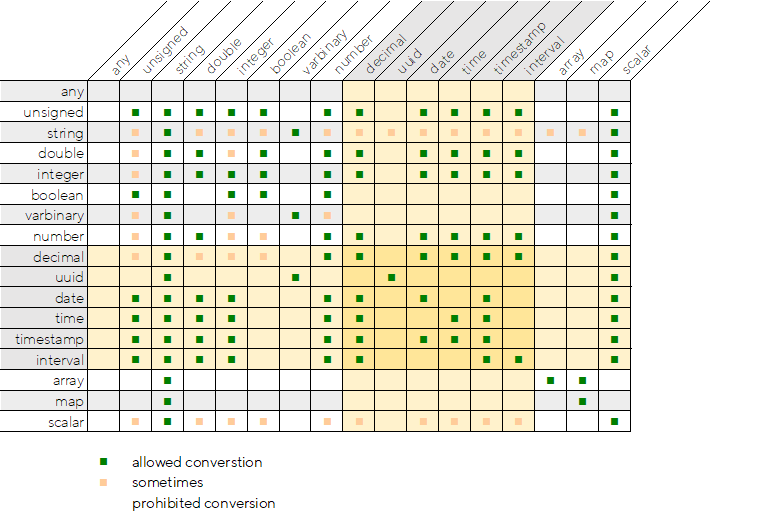 any
unsigned
string
double
integer
boolean
varbinary
number
decimal
uuid
date
time
timestamp
interval
array
map
scalar
any
unsigned
string
double
integer
boolean
varbinary
number
decimal
uuid
date
time
timestamp
interval
array
map
scalar
allowed converstion
sometimes
prohibited conversion